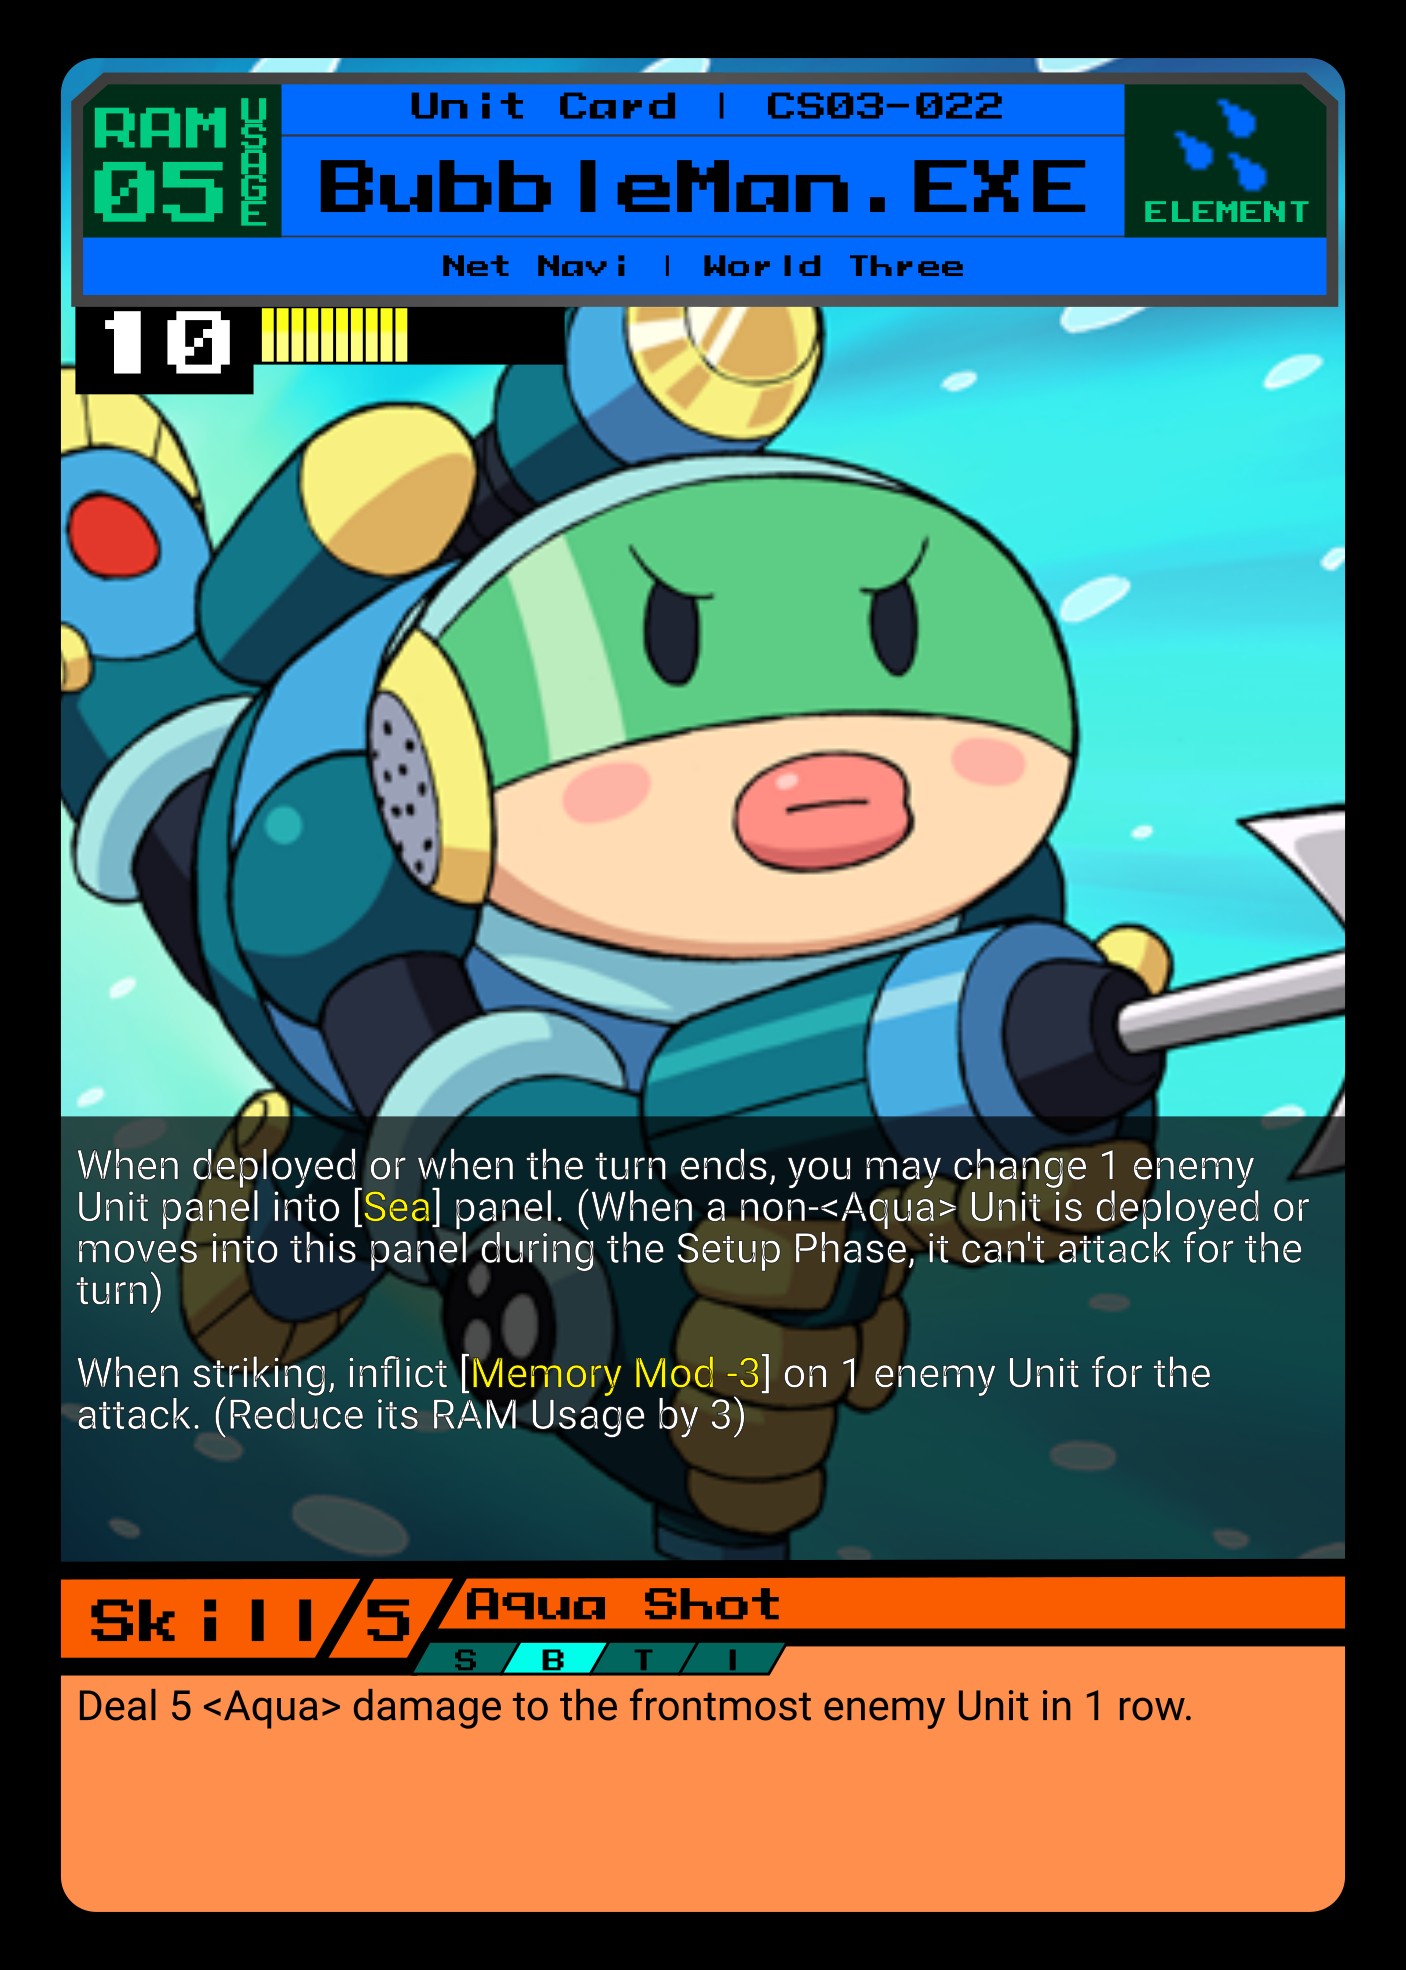 RAM USAGE
05
Unit Card | CS03-022
BubbleMan.EXE
ELEMENT
Net Navi | World Three
10
When deployed or when the turn ends, you may change 1 enemy
Unit panel into [Sea] panel. (When a non-<Aqua> Unit is deployed or
moves into this panel during the Setup Phase, it can't attack for the
turn)
When striking, inflict [Memory Mod -3] on 1 enemy Unit for the
attack. (Reduce its RAM Usage by 3)
Skill/5
Aqua Shot
S B T I
Deal 5 <Aqua> damage to the frontmost enemy Unit in 1 row.